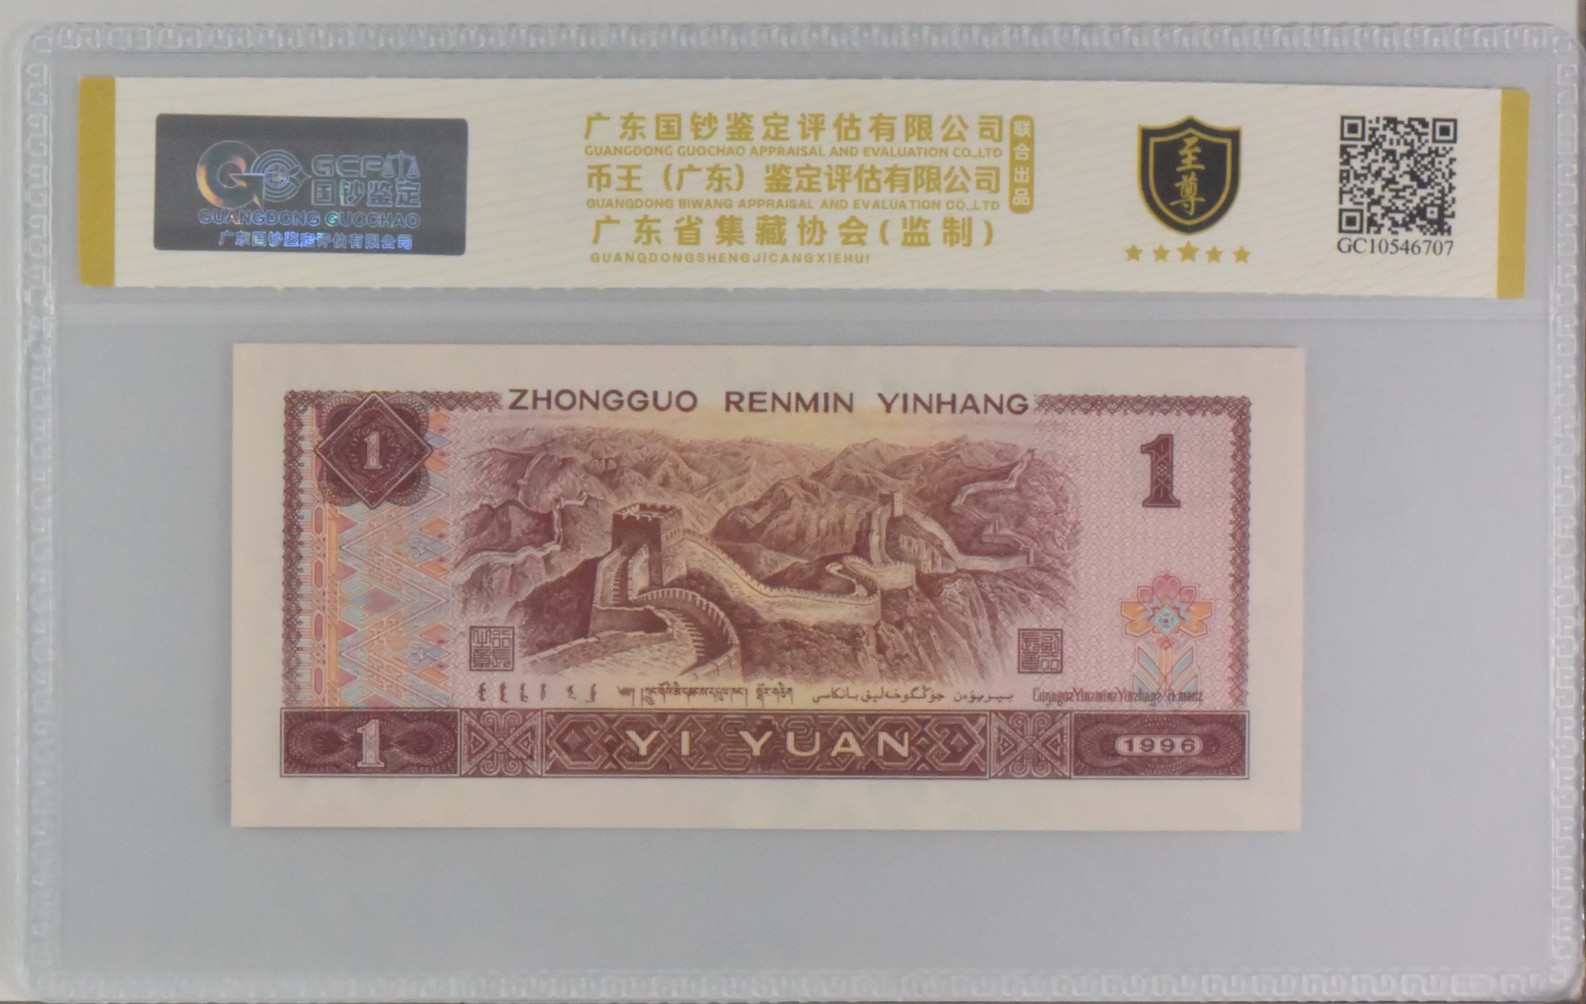 GCFA
国钞鉴定
GUANGDONG GUOCHAO
广东国钞鉴定评估有限公司
广东国钞鉴定评估有限公司
GUANGDONG GUOCHAO APPRAISAL AND EVALUATION CO.,LTD
币王（广东）鉴定评估有限公司
GUANGDONG BIWANG APPRAISAL AND EVALUATION CO.,LTD
联合出品
广东省集藏协会(监制)
GUANGDONGSHENGJICANGXIEHUI
至尊
GC10546707
ZHONGGUO RENMIN YINHANG
1
1
جۇڭگو خەلىق بانكىسى
1
YI YUAN
1996